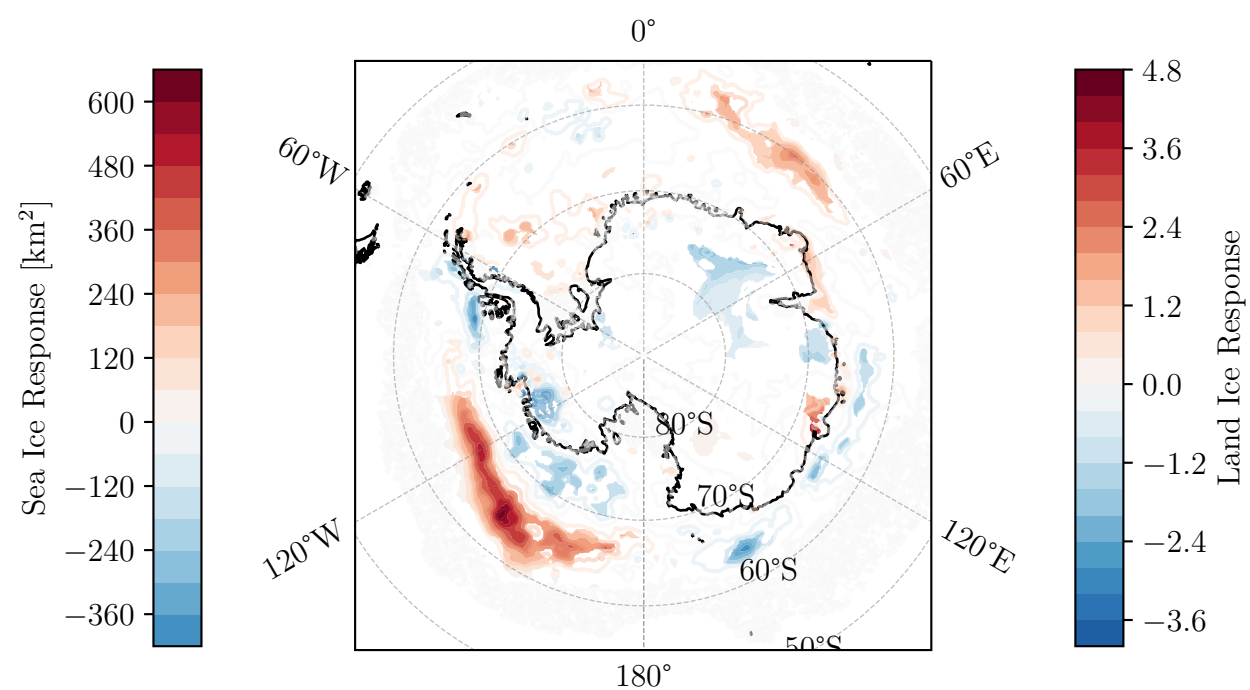 0°
60°W
60°E
120°W
120°E
180°
80°S
70°S
60°S
50°S
Sea Ice Response [km²]
600
480
360
240
120
0
−120
−240
−360
Land Ice Response
4.8
3.6
2.4
1.2
0.0
−1.2
−2.4
−3.6